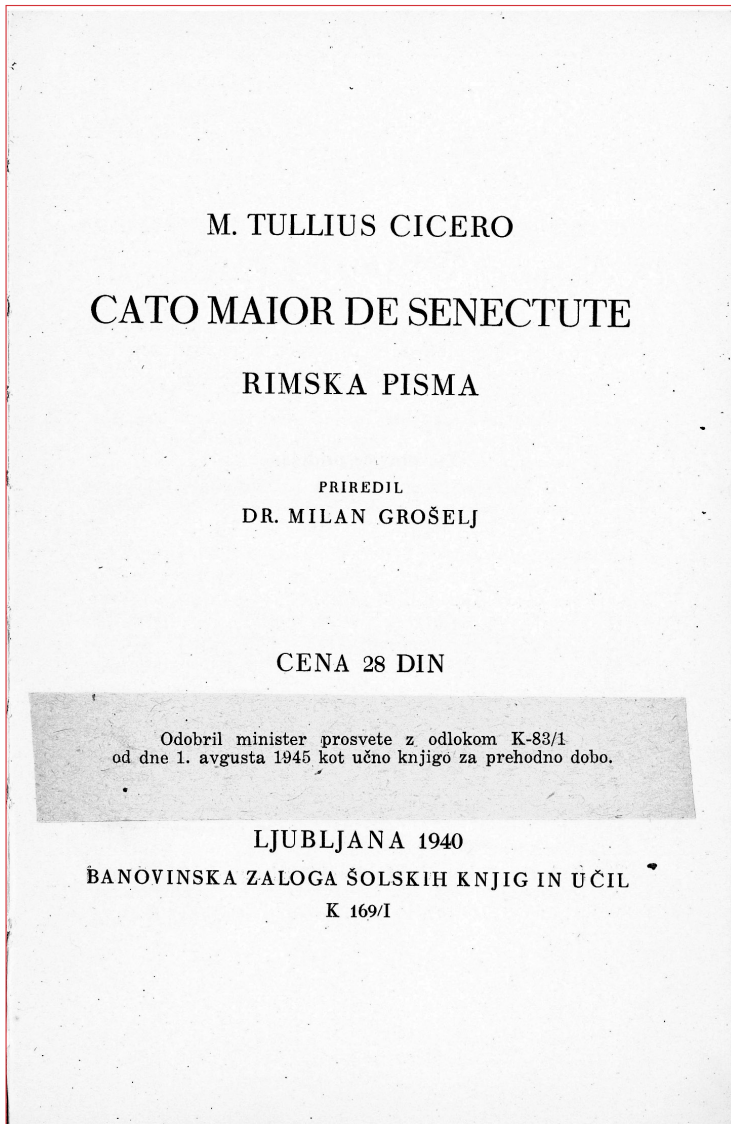 M. TULLIUS CICERO
CATO MAIOR DE SENECTUTE
RIMSKA PISMA
PRIREDIL
DR. MILAN GROŠELJ
CENA 28 DIN
Odobril minister prosvete z odlokom K-83/1
od dne 1. avgusta 1945 kot učno knjigo za prehodno dobo.
LJUBLJANA 1940
BANOVINSKA ZALOGA ŠOLSKIH KNJIG IN UČIL
K 169/I